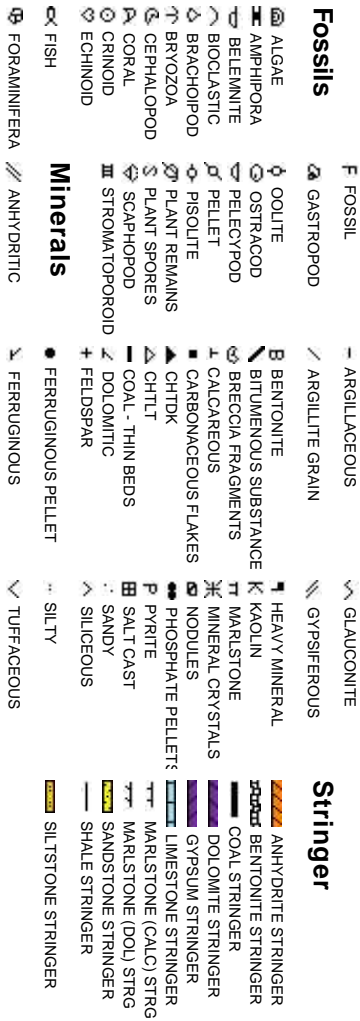 Fossils
ALGAE
AMPHIPORA
BELEMNITE
BIOCLASTIC
BRACHOIPOD
BRYOZOA
CEPHALOPOD
CORAL
CRINOID
ECHINOID
FISH
FORAMINIFERA
F FOSSIL
GASTROPOD
OOLITE
OSTRACOD
PELECYPOD
PELLET
PISOLITE
PLANT REMAINS
PLANT SPORES
SCAPHOPOD
STROMATOPOROID
Minerals
ANHYDRITIC
ARGILLACEOUS
ARGILLITE GRAIN
B BENTONITE
BITUMENOUS SUBSTANCE
BRECCIA FRAGMENTS
CALCAREOUS
CARBONACEOUS FLAKES
CHTDK
CHTLT
COAL - THIN BEDS
DOLOMITIC
FELDSPAR
FERRUGINOUS PELLET
FERRUGINOUS
GLAUCONITE
GYPSIFEROUS
HEAVY MINERAL
K KAOLIN
MARLSTONE
MINERAL CRYSTALS
NODULES
PHOSPHATE PELLETS
P PYRITE
SALT CAST
SANDY
SILICEOUS
SILTY
TUFFACEOUS
Stringer
ANHYDRITE STRINGER
BENTONITE STRINGER
COAL STRINGER
DOLOMITE STRINGER
GYPSUM STRINGER
LIMESTONE STRINGER
MARLSTONE (CALC) STRG
MARLSTONE (DOL) STRG
SANDSTONE STRINGER
SHALE STRINGER
SILTSTONE STRINGER